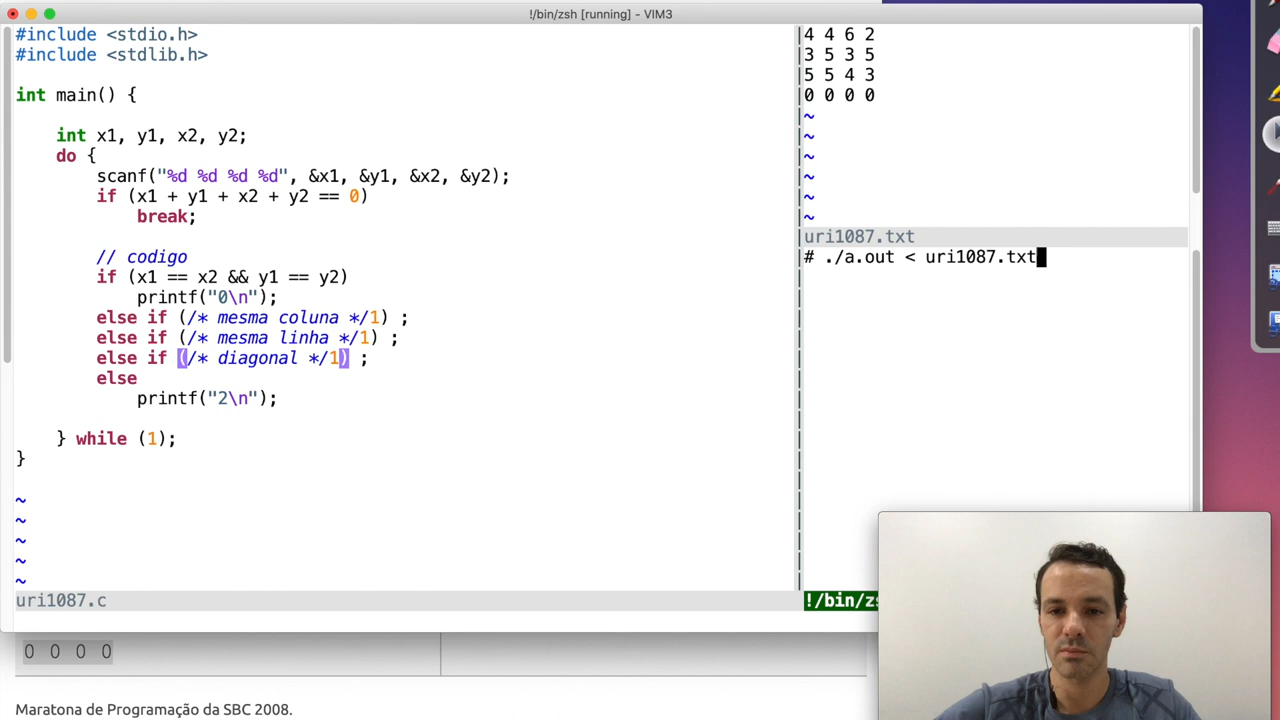 !/bin/zsh [running] - VIM3
#include <stdio.h>
#include <stdlib.h>
int main() {
int x1, y1, x2, y2;
do {
scanf("%d %d %d %d", &x1, &y1, &x2, &y2);
if (x1 + y1 + x2 + y2 == 0)
break;
// codigo
if (x1 == x2 && y1 == y2)
printf("0\n");
else if (/* mesma coluna */1) ;
else if (/* mesma linha */1) ;
else if (/* diagonal */1) ;
else
printf("2\n");
} while (1);
}
~
~
~
~
~
uri1087.c
4 4 6 2
3 5 3 5
5 5 4 3
0 0 0 0
~
~
~
~
~
~
uri1087.txt
# ./a.out < uri1087.txt
!/bin/zs
0 0 0 0
Maratona de Programação da SBC 2008.